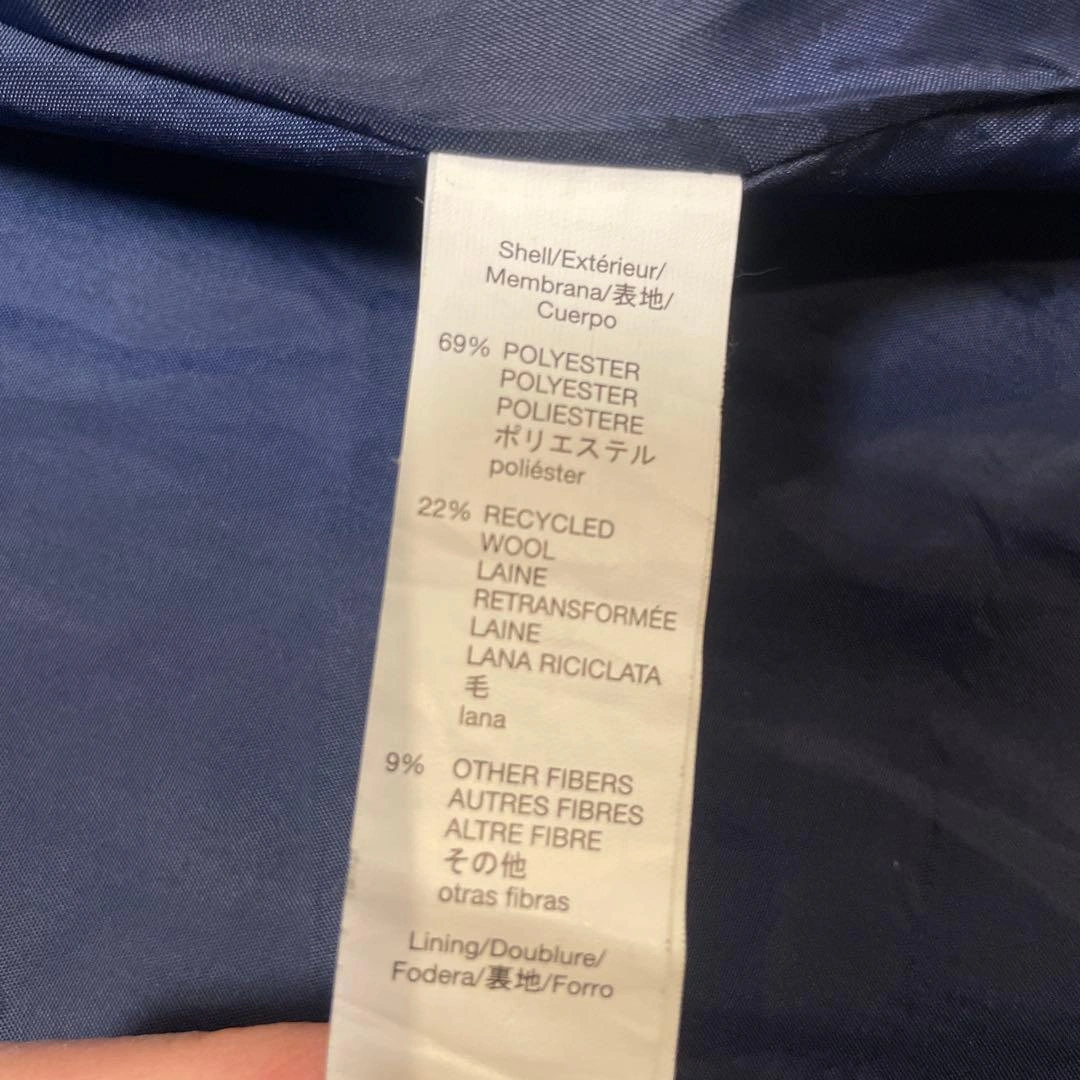 Shell/Extérieur/
Membrana/表地/
Cuerpo
69% POLYESTER
POLYESTER
POLIESTERE
ポリエステル
poliéster
22% RECYCLED
WOOL
LAINE
RETRANSFORMÉE
LAINE
LANA RICICLATA
毛
lana
9% OTHER FIBERS
AUTRES FIBRES
ALTRE FIBRE
その他
otras fibras
Lining/Doublure/
Fodera/裏地/Forro